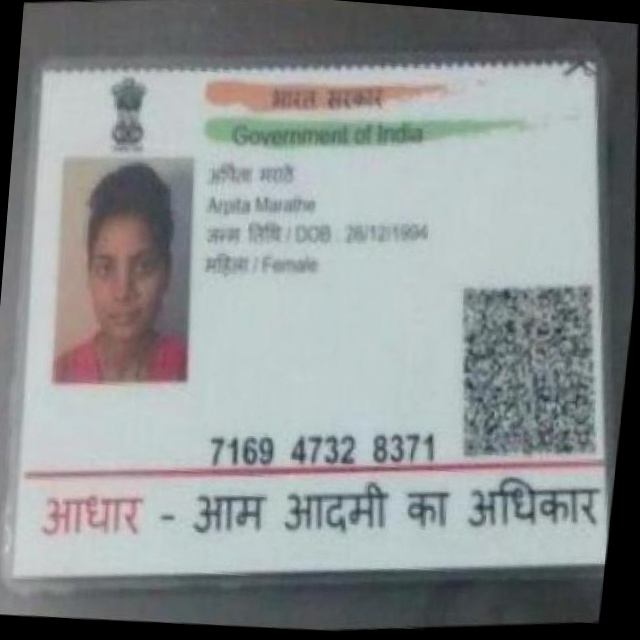 भारत सरकार
Government of India
अर्पिता मराठे
Arpita Marathe
जन्म तिथि / DOB : 26/12/1994
महिला / Female
7169 4732 8371
आधार - आम आदमी का अधिकार